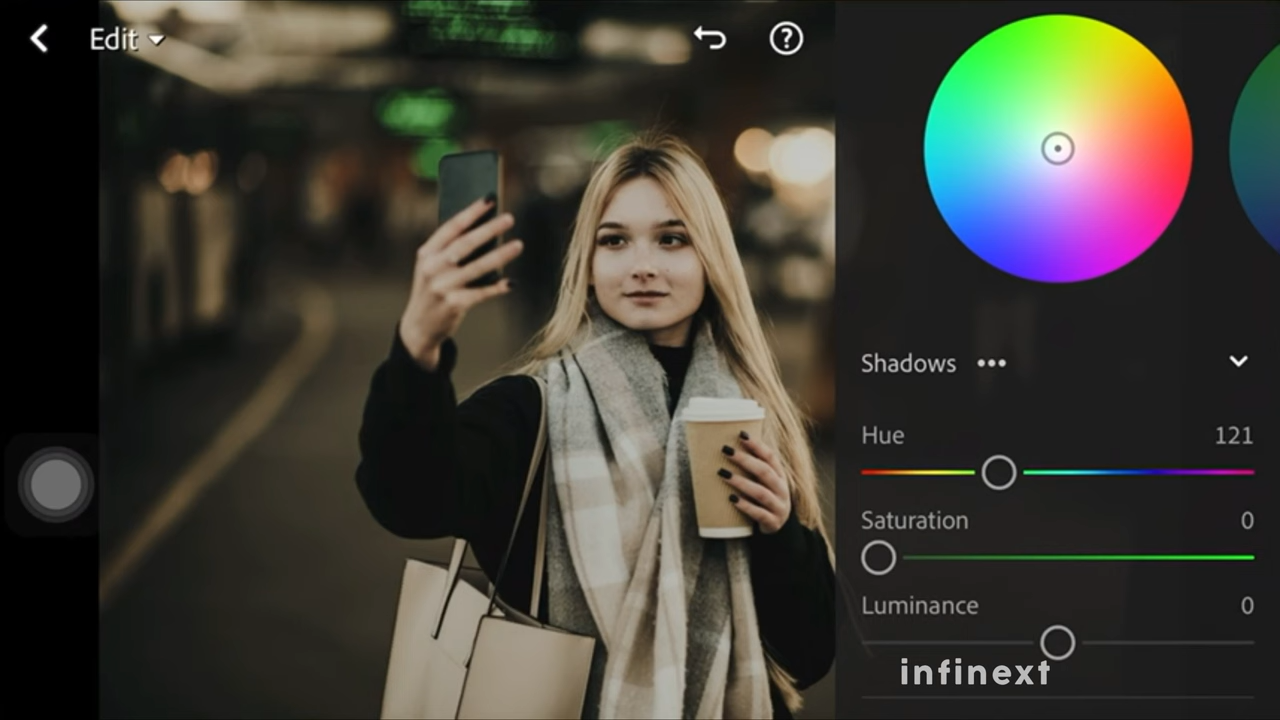 Edit
Shadows
Hue 121
Saturation 0
Luminance 0
infinext